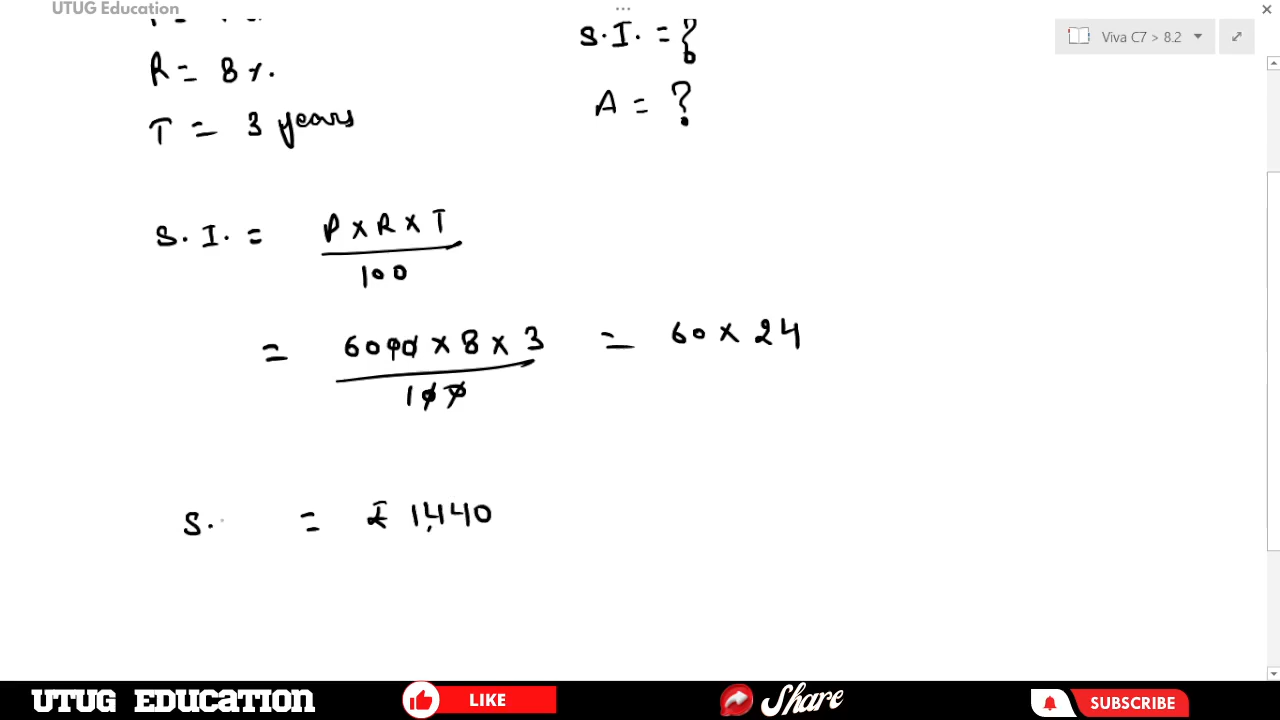 UTUG Education
S.I. = ?
Viva C7 > 8.2
R = 8%.
A = ?
T = 3 years
S.I. = P x R x T
100
= 6000 x 8 x 3 = 60 x 24
100
S. = ₹ 1,440
UTUG EDUCATION LIKE Share SUBSCRIBE